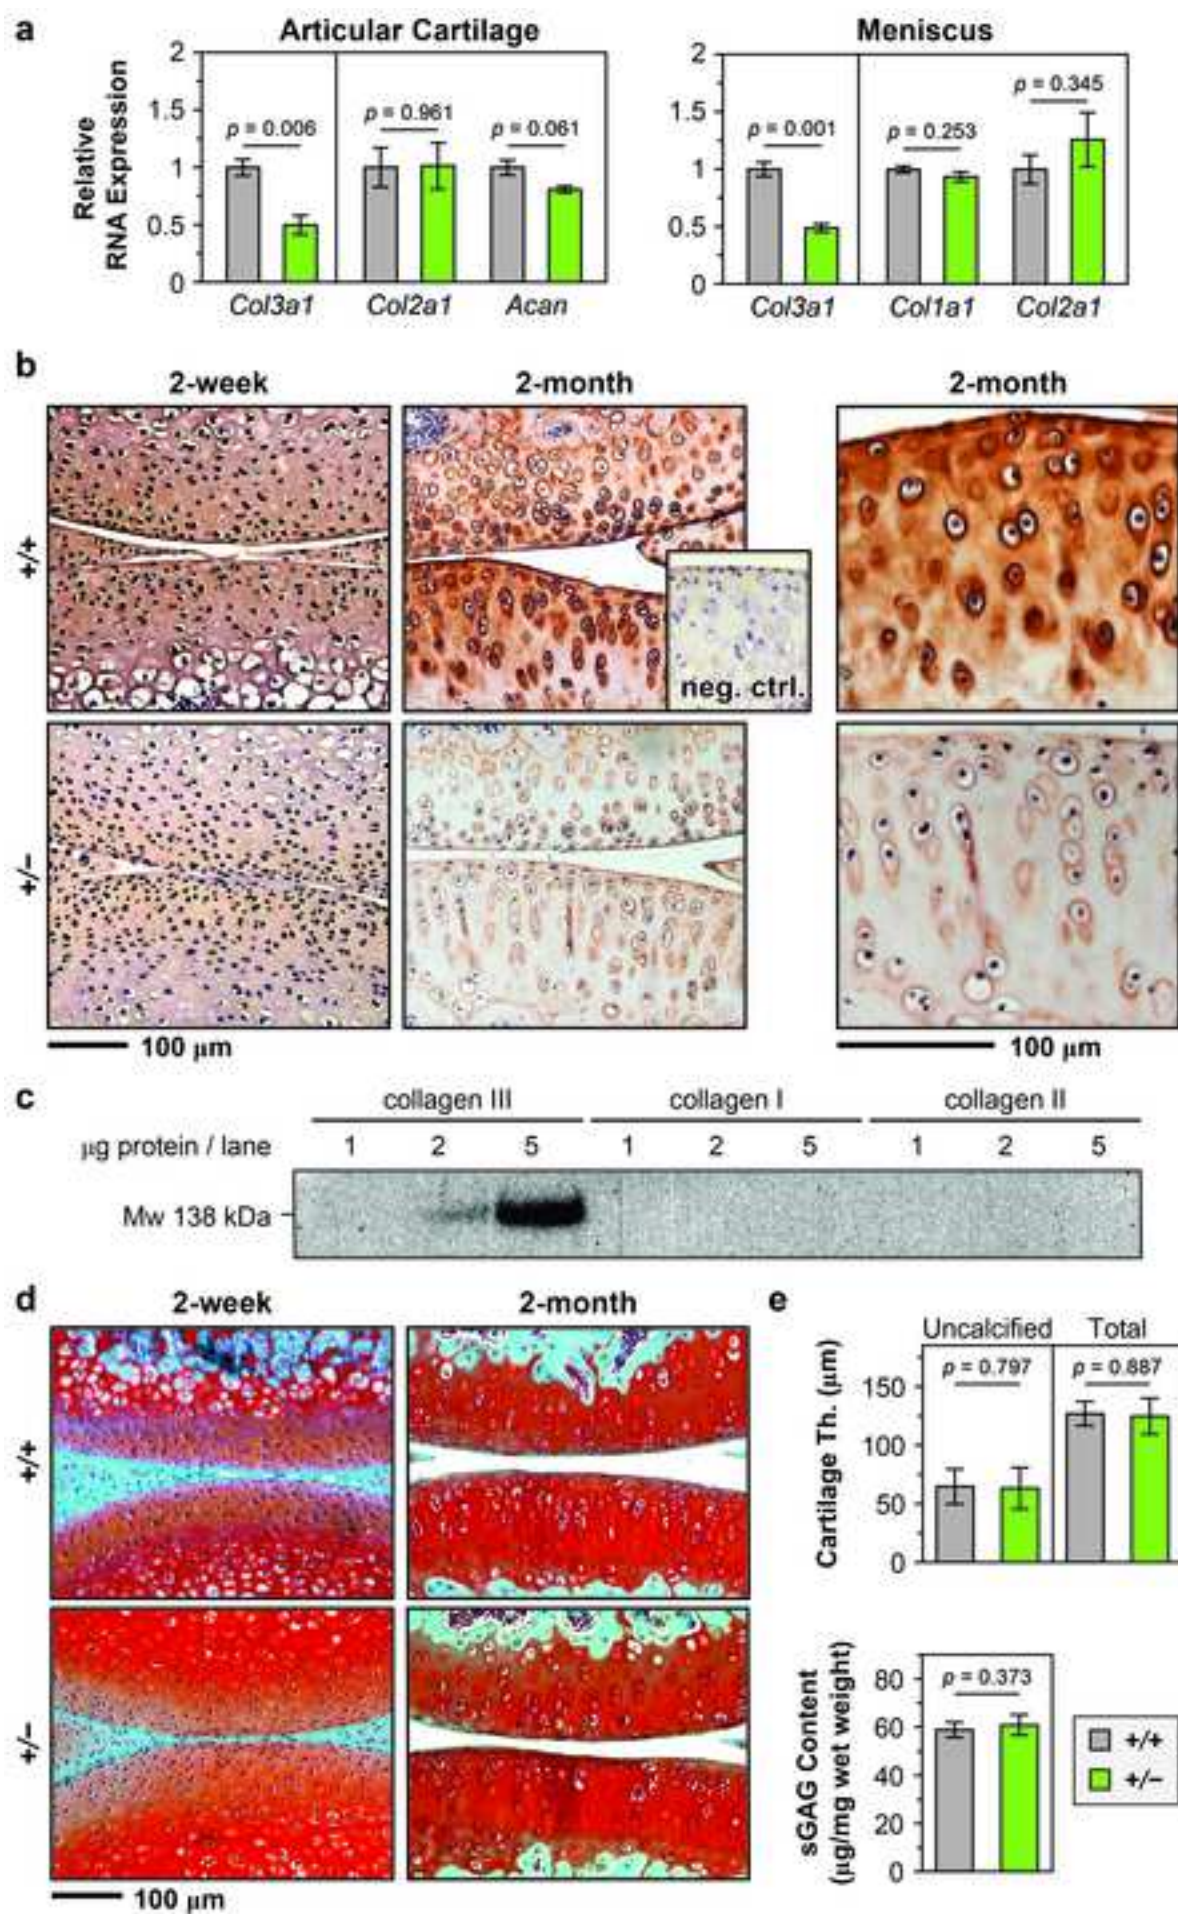 a
Articular Cartilage
Meniscus
Relative
RNA Expression
2
1.5
1
0.5
0
p = 0.006
p = 0.961
p = 0.061
Col3a1
Col2a1
Acan
2
1.5
1
0.5
0
p = 0.001
p = 0.253
p = 0.345
Col3a1
Col1a1
Col2a1
b
2-week
2-month
2-month
+/+
neg. ctrl.
+/−
100 µm
100 µm
c
collagen III
collagen I
collagen II
µg protein / lane
1 2 5 1 2 5 1 2 5
Mw 138 kDa
d
2-week
2-month
+/+
+/−
100 µm
e
Uncalcified
Total
Cartilage Th. (µm)
150
100
50
0
p = 0.797
p = 0.887
sGAG Content
(µg/mg wet weight)
80
60
40
20
0
p = 0.373
+/+
+/−